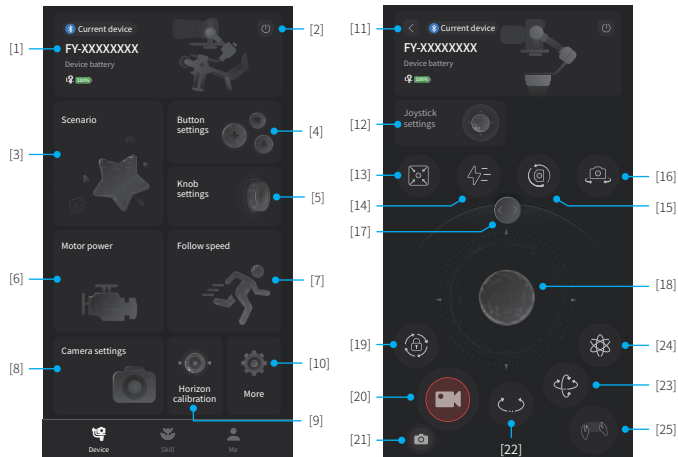 Current device
[2]
[1]
FY-XXXXXXXX
Device battery
100%
Scenario
Button
settings
[4]
[3]
Knob
settings
[5]
Motor power
Follow speed
[6]
[7]
Camera settings
[8]
[10]
Horizon
calibration
More
[9]
Device
Skill
Me
[11]
Current device
FY-XXXXXXXX
Device battery
100%
Joystick
settings
[12]
[13]
[16]
[14]
[15]
[17]
[18]
[19]
[24]
[20]
[23]
[21]
[22]
[25]